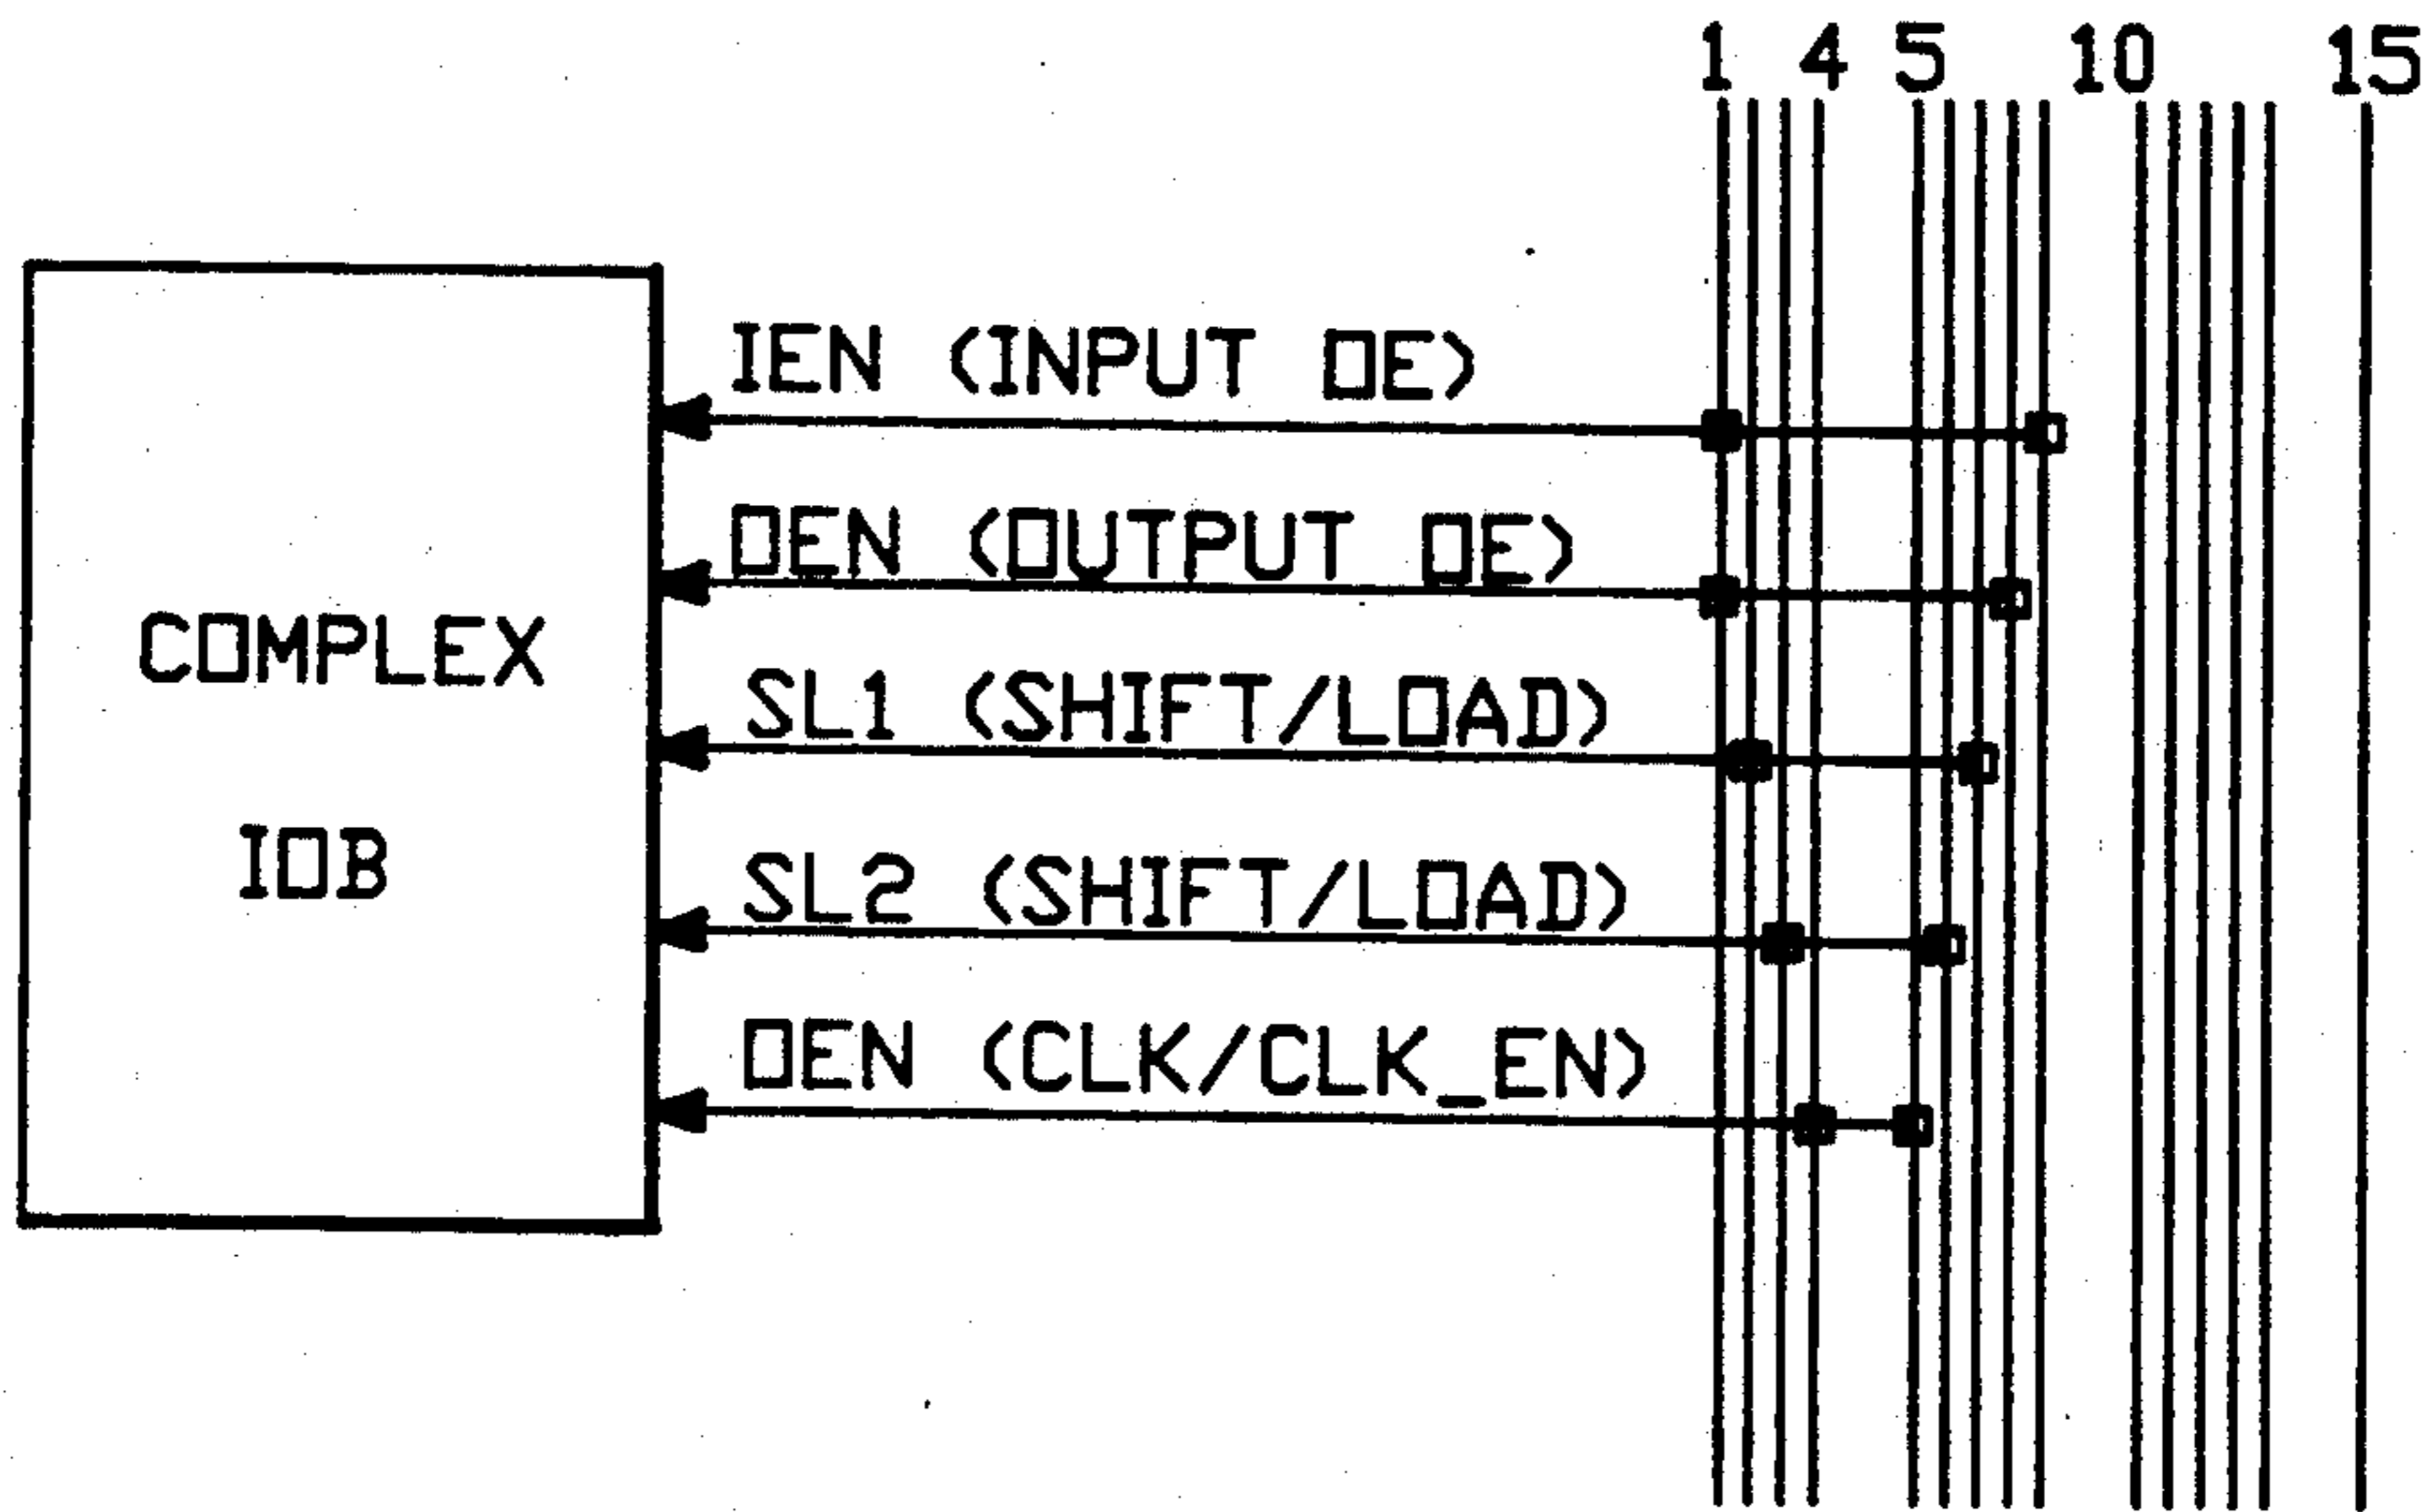 1 4 5 10 15
IEN (INPUT OE)
OEN (OUTPUT OE)
COMPLEX
SL1 (SHIFT/LOAD)
IOB
SL2 (SHIFT/LOAD)
OEN (CLK/CLK_EN)